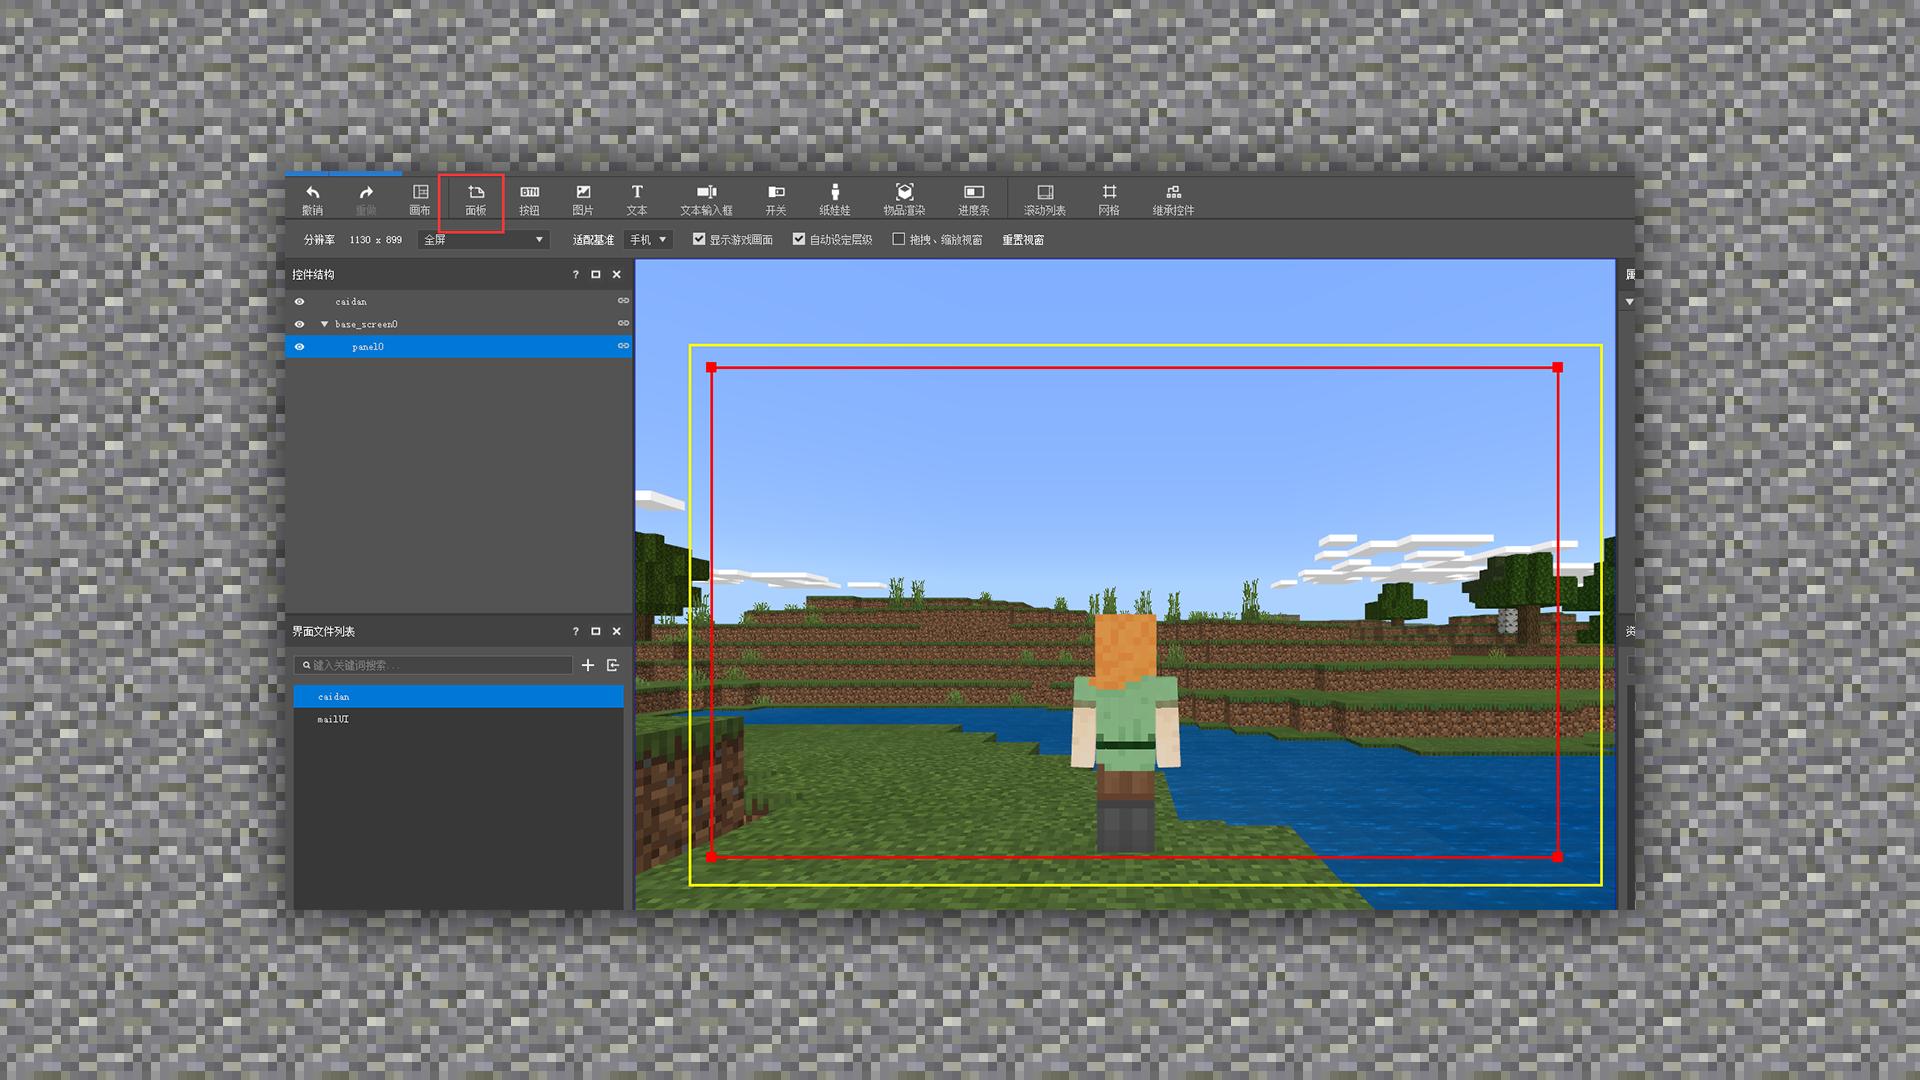 撤销 重做 画布 面板 BTN 按钮 图片 T 文本 文本输入框 开关 纸娃娃 物品渲染 进度条 滚动列表 网格 继承控件
分辨率 1130 x 899 全屏 适配基准 手机 显示游戏画面 自动设定层级 拖拽、缩放视窗 重置视窗
控件结构 ?
caidan
base_screen0
panel0
界面文件列表 ?
键入关键词搜索...
caidan
mailUI
资